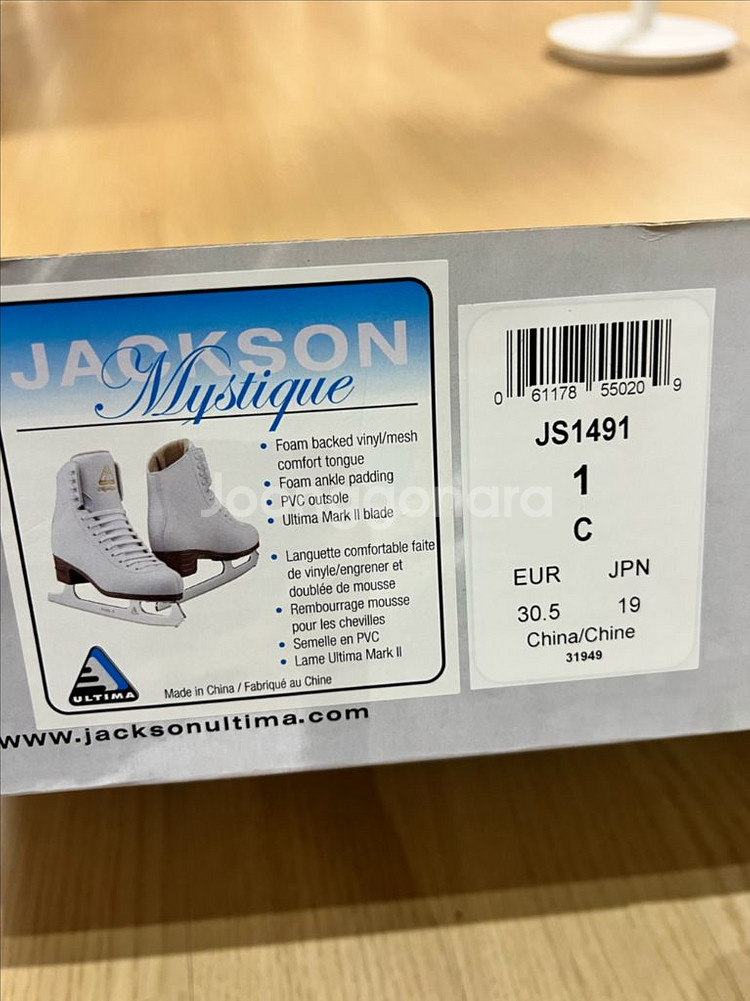 JACKSON
Mystique
• Foam backed vinyl/mesh
comfort tongue
• Foam ankle padding
• PVC outsole
• Ultima Mark II blade
• Languette comfortable faite
de vinyle/engrener et
doublée de mousse
• Rembourrage mousse
pour les chevilles
• Semelle en PVC
• Lame Ultima Mark II
ULTIMA
Made in China / Fabriqué au Chine
www.jacksonultima.com
0 61178 55020 9
JS1491
1
C
EUR JPN
30.5 19
China/Chine
31949
Joonggonara